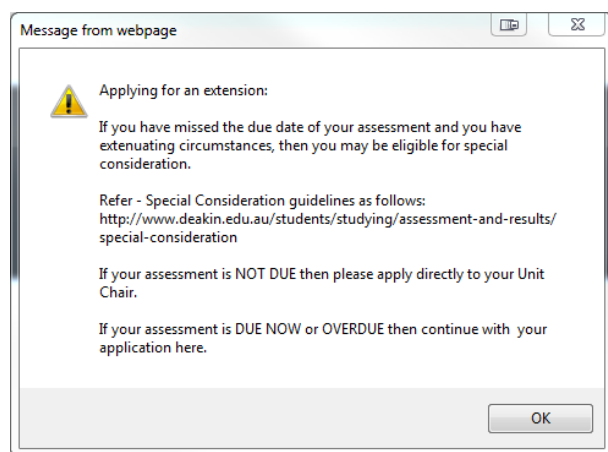 Message from webpage
Applying for an extension:
If you have missed the due date of your assessment and you have
extenuating circumstances, then you may be eligible for special
consideration.
Refer - Special Consideration guidelines as follows:
http://www.deakin.edu.au/students/studying/assessment-and-results/
special-consideration
If your assessment is NOT DUE then please apply directly to your Unit
Chair.
If your assessment is DUE NOW or OVERDUE then continue with  your
application here.
OK